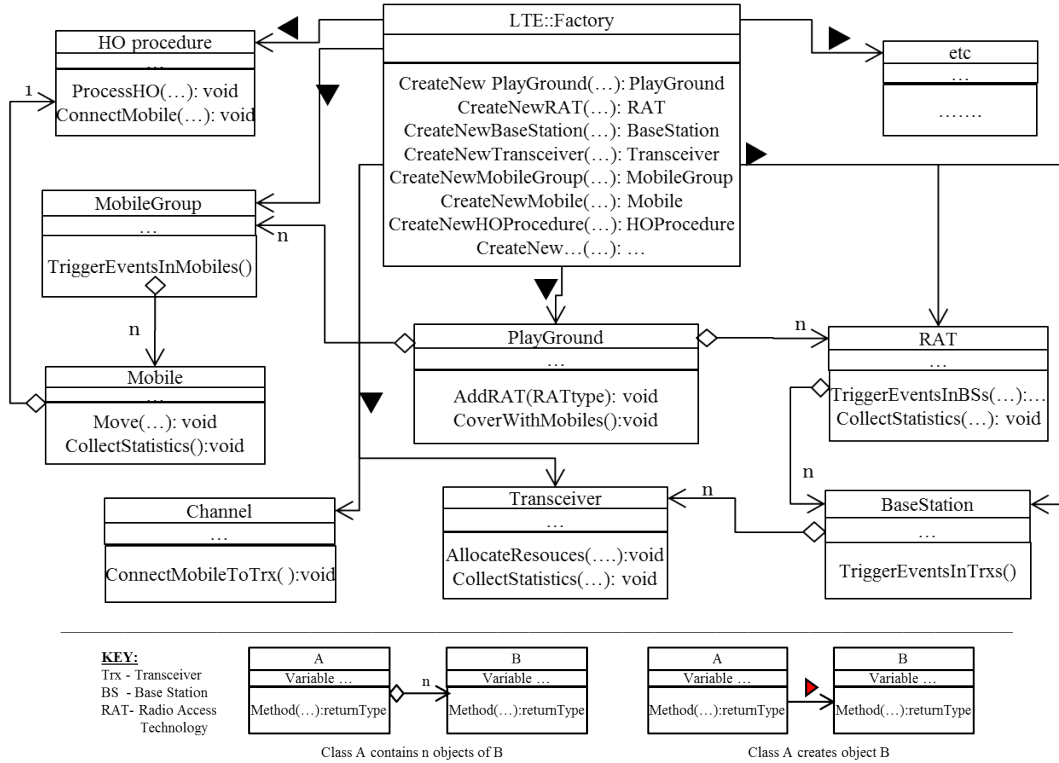 LTE::Factory
CreateNew PlayGround(…): PlayGround
CreateNewRAT(…): RAT
CreateNewBaseStation(…): BaseStation
CreateNewTransceiver(…): Transceiver
CreateNewMobileGroup(…): MobileGroup
CreateNewMobile(…): Mobile
CreateNewHOProcedure(…): HOProcedure
CreateNew…(…): …
HO procedure
…
ProcessHO(…): void
ConnectMobile(…): void
1
etc
…
…….
MobileGroup
…
TriggerEventsInMobiles()
n
n
Mobile
…
Move(…): void
CollectStatistics():void
PlayGround
…
AddRAT(RATtype): void
CoverWithMobiles():void
n
RAT
…
TriggerEventsInBSs(…):…
CollectStatistics(…): void
n
Channel
…
ConnectMobileToTrx( ):void
Transceiver
…
AllocateResouces(….):void
CollectStatistics(…): void
n
BaseStation
…
TriggerEventsInTrxs()
KEY:
Trx - Transceiver
BS - Base Station
RAT- Radio Access
Technology
A
Variable …
Method(…):returnType
n
B
Variable …
Method(…):returnType
Class A contains n objects of B
A
Variable …
Method(…):returnType
B
Variable …
Method(…):returnType
Class A creates object B